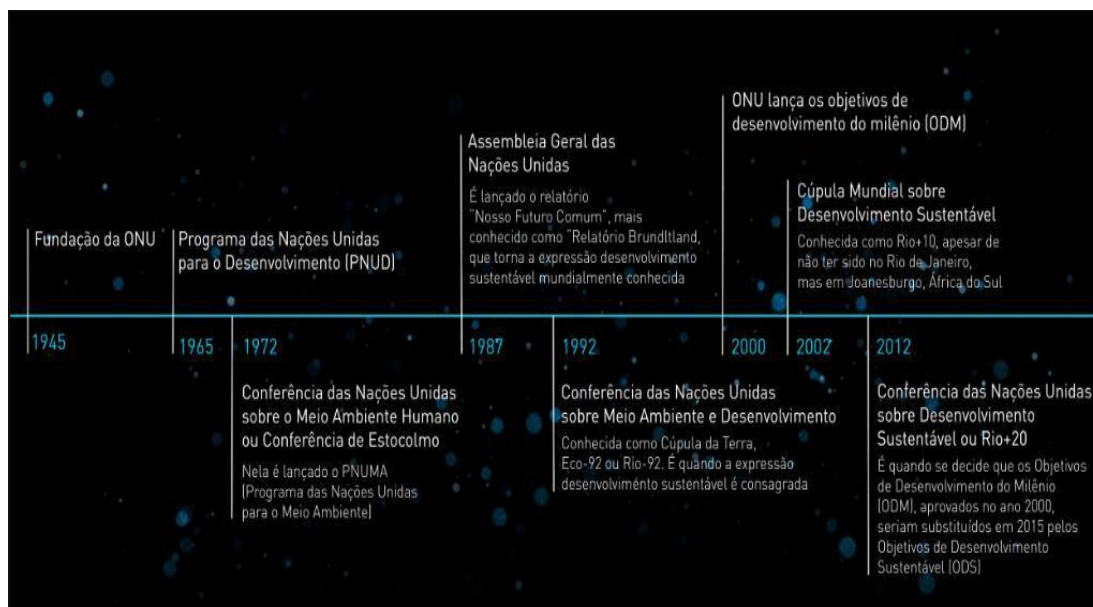 Fundação da ONU
1945
Programa das Nações Unidas
para o Desenvolvimento (PNUD)
1965
1972
Conferência das Nações Unidas
sobre o Meio Ambiente Humano
ou Conferência de Estocolmo
Nela é lançado o PNUMA
(Programa das Nações Unidas
para o Meio Ambiente)
Assembleia Geral das
Nações Unidas
É lançado o relatório
"Nosso Futuro Comum", mais
conhecido como "Relatório Brundltland,
que torna a expressão desenvolvimento
sustentável mundialmente conhecida
1987
1992
Conferência das Nações Unidas
sobre Meio Ambiente e Desenvolvimento
Conhecida como Cúpula da Terra,
Eco-92 ou Rio-92. É quando a expressão
desenvolvimento sustentável é consagrada
ONU lança os objetivos de
desenvolvimento do milênio (ODM)
2000
Cúpula Mundial sobre
Desenvolvimento Sustentável
Conhecida como Rio+10, apesar de
não ter sido no Rio de Janeiro,
mas em Joanesburgo, África do Sul
2002
2012
Conferência das Nações Unidas
sobre Desenvolvimento
Sustentável ou Rio+20
É quando se decide que os Objetivos
de Desenvolvimento do Milênio
(ODM), aprovados no ano 2000,
seriam substituídos em 2015 pelos
Objetivos de Desenvolvimento
Sustentável (ODS)